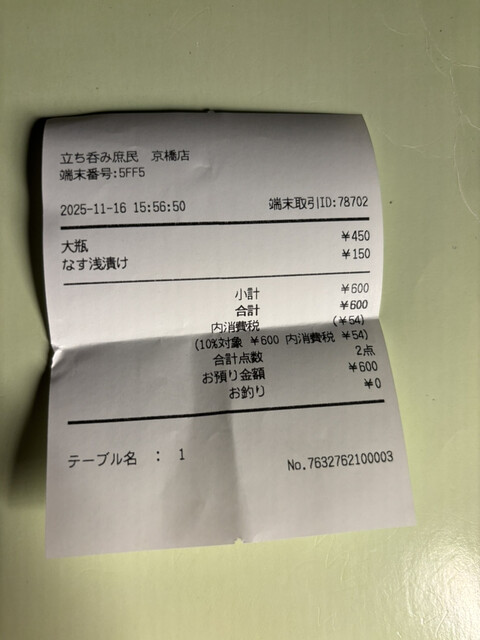 立ち呑み庶民　京橋店
端末番号:5FF5
2025-11-16 15:56:50 端末取引ID:78702
大瓶 ¥450
なす浅漬け ¥150
小計 ¥600
合計 ¥600
内消費税 (¥54)
(10%対象 ¥600 内消費税 ¥54)
合計点数 2点
お預り金額 ¥600
お釣り ¥0
テーブル名 : 1 No.7632762100003